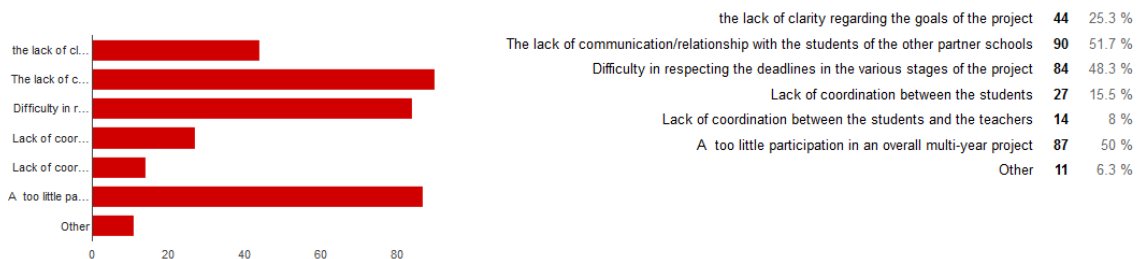 the lack of cl...
The lack of c...
Difficulty in r...
Lack of coor...
Lack of coor...
A too little pa...
Other
0 20 40 60 80
the lack of clarity regarding the goals of the project 44 25.3 %
The lack of communication/relationship with the students of the other partner schools 90 51.7 %
Difficulty in respecting the deadlines in the various stages of the project 84 48.3 %
Lack of coordination between the students 27 15.5 %
Lack of coordination between the students and the teachers 14 8 %
A too little participation in an overall multi-year project 87 50 %
Other 11 6.3 %